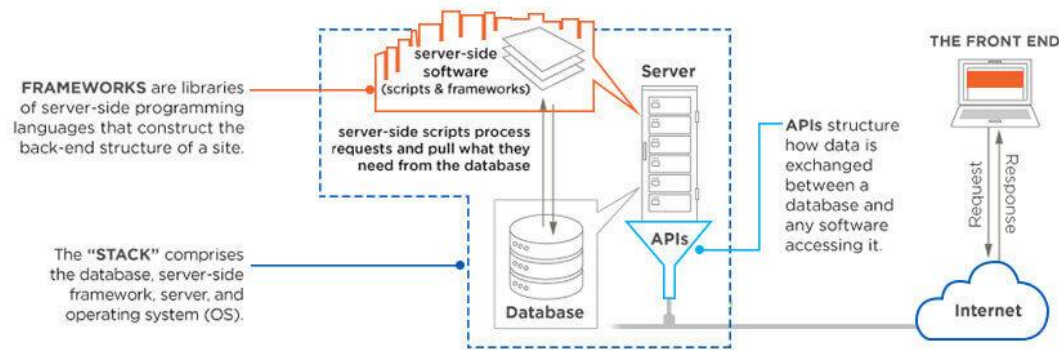 FRAMEWORKS are libraries
of server-side programming
languages that construct the
back-end structure of a site.
The “STACK” comprises
the database, server-side
framework, server, and
operating system (OS).
server-side
software
(scripts & frameworks)
server-side scripts process
requests and pull what they
need from the database
Database
Server
APIs
APIs structure
how data is
exchanged
between a
database and
any software
accessing it.
THE FRONT END
Request
Response
Internet